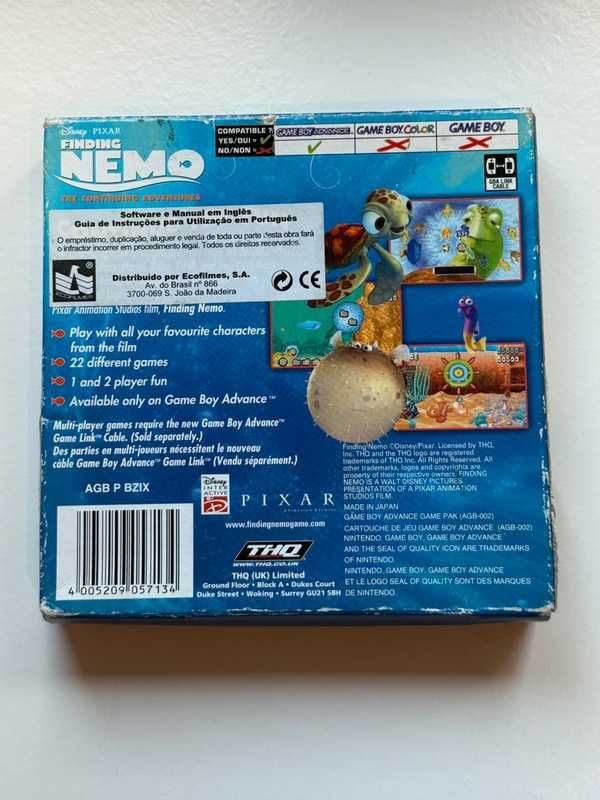 Disney · PIXAR
FINDING
NEMO
THE CONTINUING ADVENTURES
COMPATIBLE ?
YES/OUI =
NO/NON =
GAME BOY ADVANCE
GAME BOY COLOR
GAME BOY
GBA LINK
CABLE
Software e Manual em Inglês
Guia de Instruções para Utilização em Português
O empréstimo, duplicação, aluguer e venda de toda ou parte desta obra fará
o infractor incorrer em procedimento legal. Todos os direitos reservados.
ECOFILMES
Distribuido por Ecofilmes, S.A.
Av. do Brasil nº 866
3700-069 S. João da Madeira
CE
Pixar Animation Studios film, Finding Nemo.
Play with all your favourite characters
from the film
22 different games
1 and 2 player fun
Available only on Game Boy Advance™
Multi-player games require the new Game Boy Advance™
Game Link™ Cable. (Sold separately.)
Des parties en multi-joueurs nécessitent le nouveau
câble Game Boy Advance™ Game Link™ (Vendu séparément.)
AGB P BZIX
4 005209 057134
Disney
INTER
ACTIVE
PIXAR
ANIMATION STUDIOS
www.findingnemogame.com
THQ
WWW.THQ.CO.UK
THQ (UK) Limited
Ground Floor • Block A • Dukes Court
Duke Street • Woking • Surrey GU21 5BH
Finding Nemo ©Disney/Pixar. Licensed by THQ,
Inc. THQ and the THQ logo are registered
trademarks of THQ Inc. All Rights Reserved. All
other trademarks, logos and copyrights are
property of their respective owners. FINDING
NEMO IS A WALT DISNEY PICTURES
PRESENTATION OF A PIXAR ANIMATION
STUDIOS FILM.
MADE IN JAPAN
GAME BOY ADVANCE GAME PAK (AGB-002)
CARTOUCHE DE JEU GAME BOY ADVANCE (AGB-002)
NINTENDO, GAME BOY, GAME BOY ADVANCE
AND THE SEAL OF QUALITY ICON ARE TRADEMARKS
OF NINTENDO.
NINTENDO, GAME BOY, GAME BOY ADVANCE
ET LE LOGO SEAL OF QUALITY SONT DES MARQUES
DE NINTENDO.